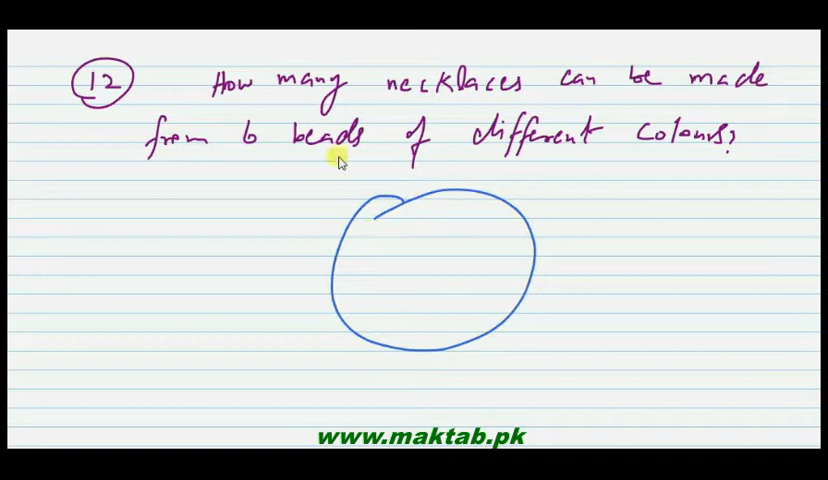 12 How many necklaces can be made
from 6 beads of different colours?
www.maktab.pk